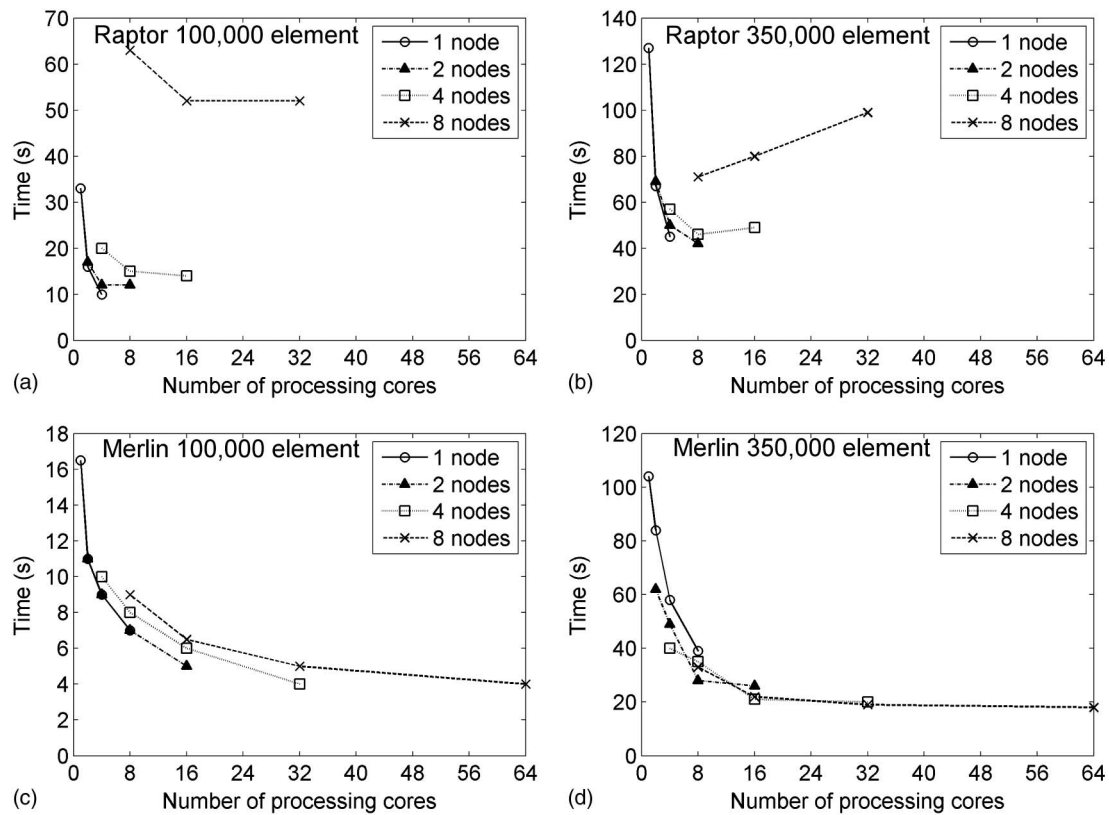 Raptor 100,000 element
1 node
2 nodes
4 nodes
8 nodes
Time (s)
70
60
50
40
30
20
10
0
0 8 16 24 32 40 48 56 64
Number of processing cores
(a)
Raptor 350,000 element
1 node
2 nodes
4 nodes
8 nodes
Time (s)
140
120
100
80
60
40
20
0
0 8 16 24 32 40 48 56 64
Number of processing cores
(b)
Merlin 100,000 element
1 node
2 nodes
4 nodes
8 nodes
Time (s)
18
16
14
12
10
8
6
4
2
0
0 8 16 24 32 40 48 56 64
Number of processing cores
(c)
Merlin 350,000 element
1 node
2 nodes
4 nodes
8 nodes
Time (s)
120
100
80
60
40
20
0
0 8 16 24 32 40 48 56 64
Number of processing cores
(d)